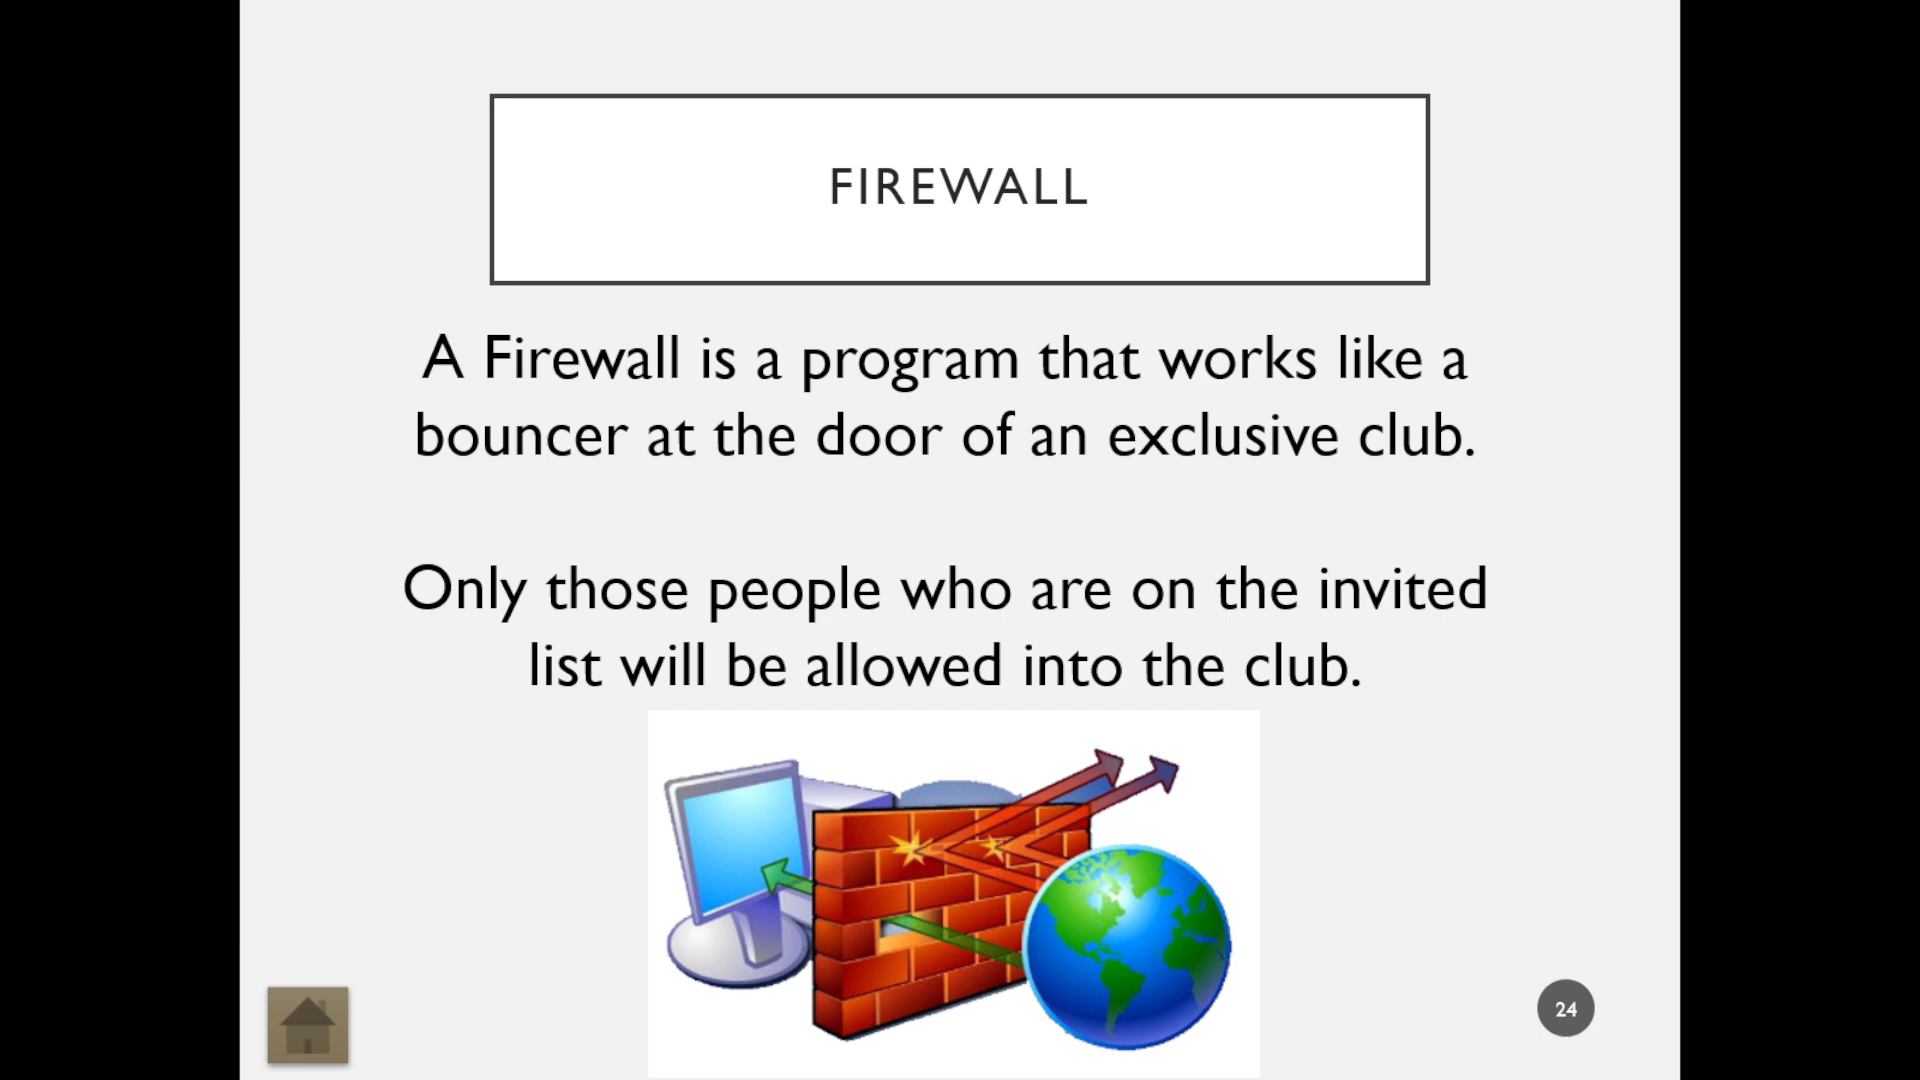 FIREWALL
A Firewall is a program that works like a
bouncer at the door of an exclusive club.
Only those people who are on the invited
list will be allowed into the club.
24